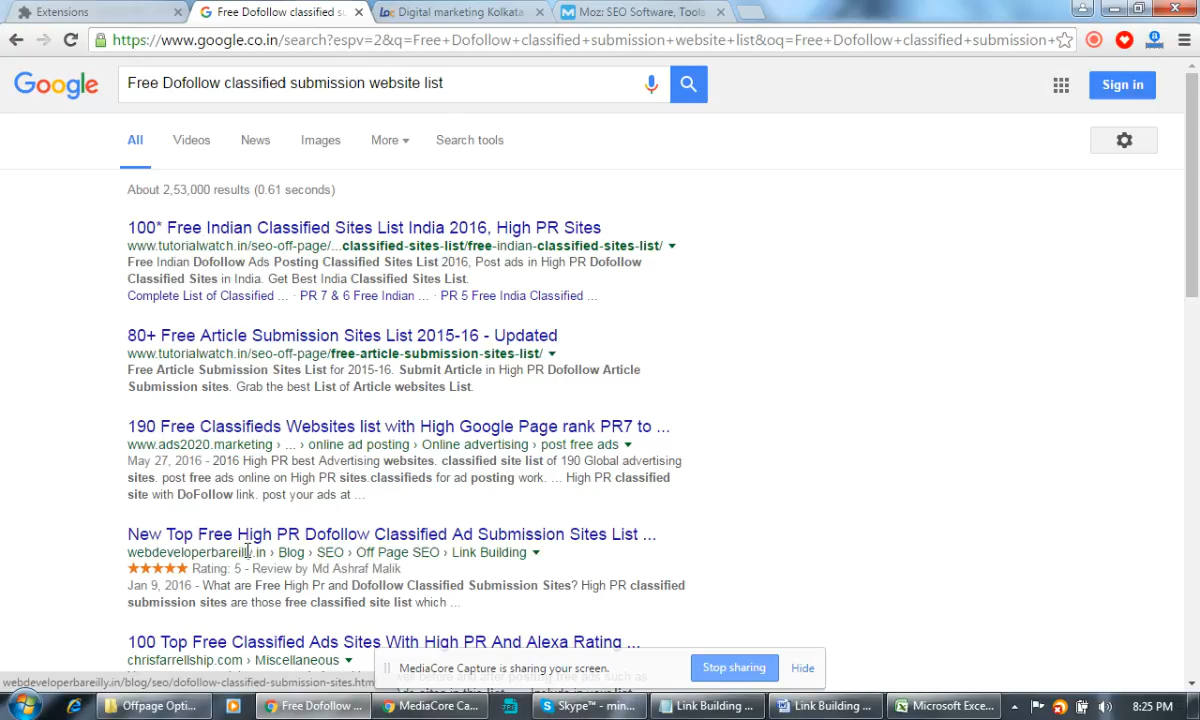 Extensions
Free Dofollow classified su
Digital marketing Kolkata
Moz: SEO Software, Tools
https://www.google.co.in/search?espv=2&q=Free+Dofollow+classified+submission+website+list&oq=Free+Dofollow+classified+submission+
Google
Free Dofollow classified submission website list
Sign in
All
Videos
News
Images
More
Search tools
About 2,53,000 results (0.61 seconds)
100* Free Indian Classified Sites List India 2016, High PR Sites
www.tutorialwatch.in/seo-off-page/...classified-sites-list/free-indian-classified-sites-list/
Free Indian Dofollow Ads Posting Classified Sites List 2016, Post ads in High PR Dofollow
Classified Sites in India. Get Best India Classified Sites List.
Complete List of Classified ... · PR 7 & 6 Free Indian ... · PR 5 Free India Classified ...
80+ Free Article Submission Sites List 2015-16 - Updated
www.tutorialwatch.in/seo-off-page/free-article-submission-sites-list/
Free Article Submission Sites List for 2015-16. Submit Article in High PR Dofollow Article
Submission sites. Grab the best List of Article websites List.
190 Free Classifieds Websites list with High Google Page rank PR7 to ...
www.ads2020.marketing › ... › online ad posting › Online advertising › post free ads
May 27, 2016 - 2016 High PR best Advertising websites. classified site list of 190 Global advertising
sites. post free ads online on High PR sites.classifieds for ad posting work. ... High PR classified
site with DoFollow link. post your ads at ...
New Top Free High PR Dofollow Classified Ad Submission Sites List ...
webdeveloperbareilly.in › Blog › SEO › Off Page SEO › Link Building
Rating: 5 - Review by Md Ashraf Malik
Jan 9, 2016 - What are Free High Pr and Dofollow Classified Submission Sites? High PR classified
submission sites are those free classified site list which ...
100 Top Free Classified Ads Sites With High PR And Alexa Rating ...
chrisfarrellship.com › Miscellaneous
MediaCore Capture is sharing your screen.
Stop sharing
Hide
webdeveloperbareilly.in/blog/seo/dofollow-classified-submission-sites.htm
Offpage Opti...
Free Dofollow ...
MediaCore Cap...
Skype™ - min...
Link Building ...
Link Building ...
Microsoft Exce...
8:25 PM